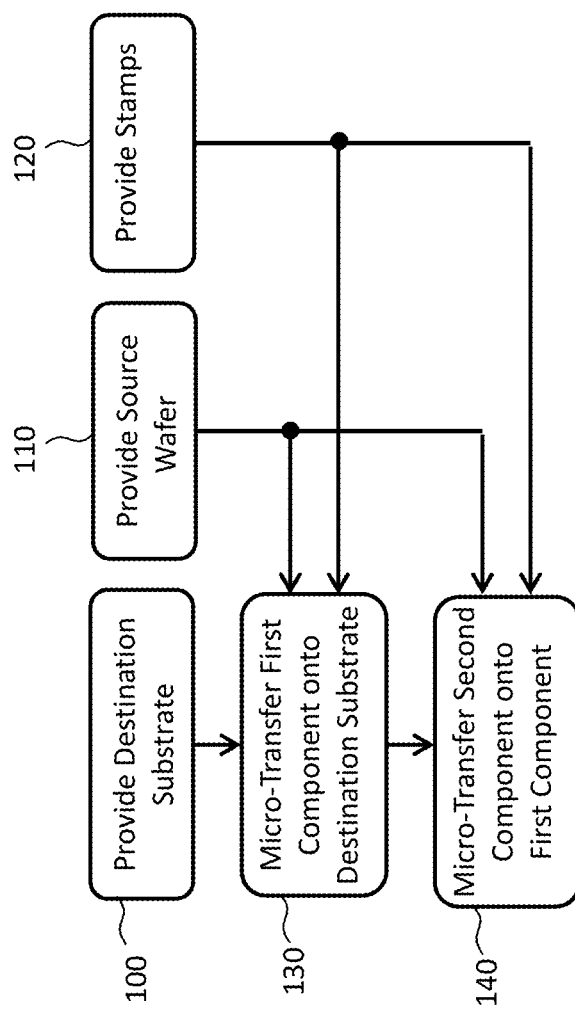 100
Provide Destination
Substrate
110
Provide Source
Wafer
120
Provide Stamps
130
Micro-Transfer First
Component onto
Destination Substrate
140
Micro-Transfer Second
Component onto
First Component